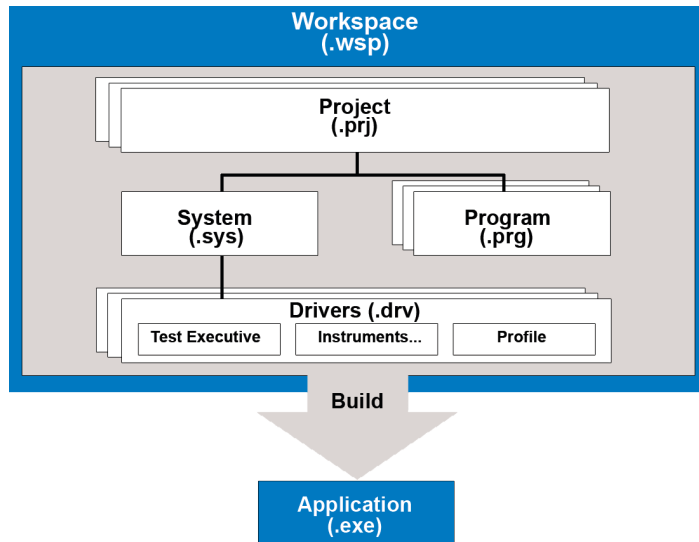 Workspace
(.wsp)
Project
(.prj)
System
(.sys)
Program
(.prg)
Drivers (.drv)
Test Executive
Instruments...
Profile
Build
Application
(.exe)